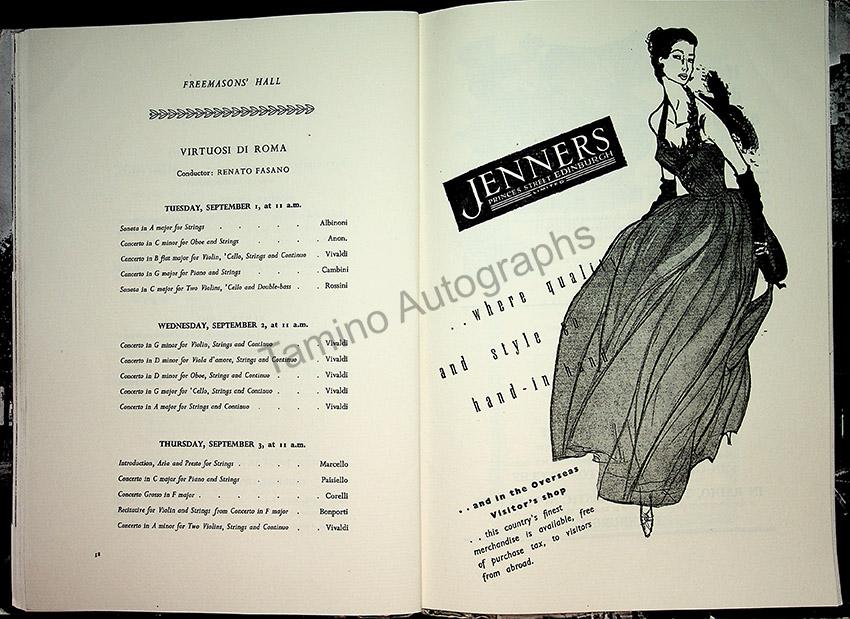 FREEMASONS' HALL
VIRTUOSI DI ROMA
Conductor: RENATO FASANO
TUESDAY, SEPTEMBER 1, at 11 a.m.
Sonata in A major for Strings . . . . . Albinoni
Concerto in C minor for Oboe and Strings . . . . Anon.
Concerto in B flat major for Violin, 'Cello, Strings and Continuo . Vivaldi
Concerto in G major for Piano and Strings . . . . Cambini
Sonata in C major for Two Violins, 'Cello and Double-bass . . Rossini
WEDNESDAY, SEPTEMBER 2, at 11 a.m.
Concerto in G minor for Violin, Strings and Continuo . . Vivaldi
Concerto in D minor for Viola d'amore, Strings and Continuo . Vivaldi
Concerto in D minor for Oboe, Strings and Continuo . . Vivaldi
Concerto in G major for 'Cello, Strings and Continuo . . Vivaldi
Concerto in A major for Strings and Continuo . . . Vivaldi
THURSDAY, SEPTEMBER 3, at 11 a.m.
Introduction, Aria and Presto for Strings . . . . Marcello
Concerto in C major for Piano and Strings . . . . Paisiello
Concerto Grosso in F major . . . . . . Corelli
Recitative for Violin and Strings from Concerto in F major . Bonporti
Concerto in A minor for Two Violins, Strings and Continuo . . Vivaldi
JENNERS
PRINCES STREET EDINBURGH
LIMITED
. . where
and style
hand-in
. . and in the Overseas
Visitor's shop
. . this country's finest
merchandise is available, free
of purchase tax, to visitors
from abroad.
Tamino Autographs